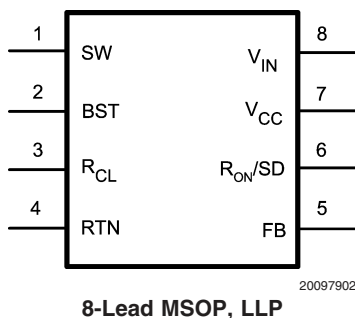 1 SW V_IN 8
2 BST V_CC 7
3 R_CL R_ON/SD 6
4 RTN FB 5
20097902
8-Lead MSOP, LLP